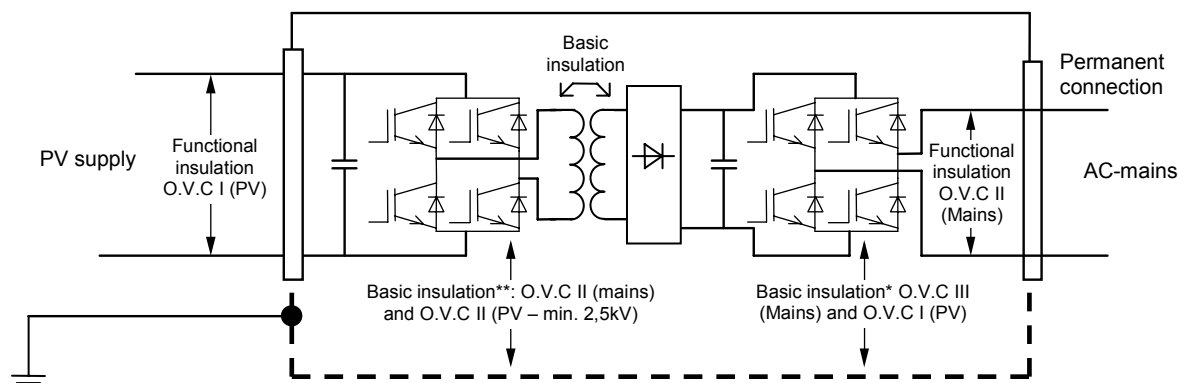 Basic
insulation
Permanent
connection
PV supply
Functional
insulation
O.V.C I (PV)
Functional
insulation
O.V.C II
(Mains)
AC-mains
Basic insulation**: O.V.C II (mains)
and O.V.C II (PV – min. 2,5kV)
Basic insulation* O.V.C III
(Mains) and O.V.C I (PV)